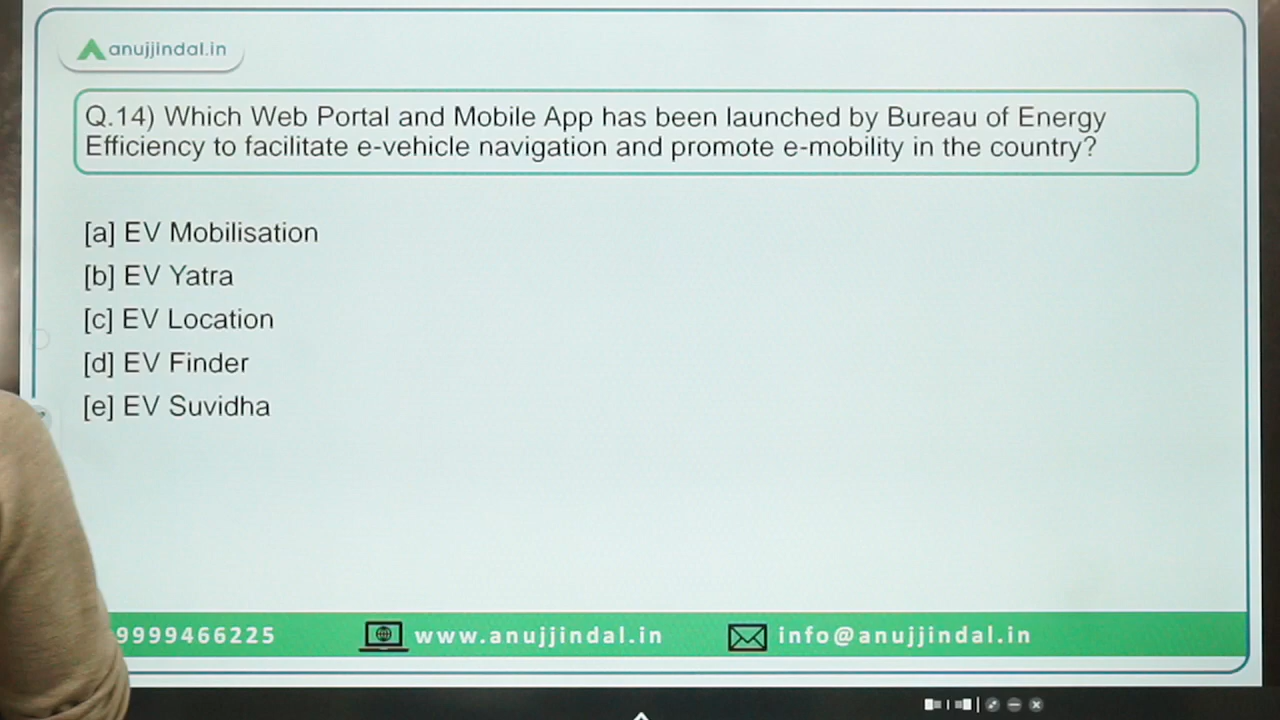 anujjindal.in
Q.14) Which Web Portal and Mobile App has been launched by Bureau of Energy
Efficiency to facilitate e-vehicle navigation and promote e-mobility in the country?
[a] EV Mobilisation
[b] EV Yatra
[c] EV Location
[d] EV Finder
[e] EV Suvidha
9999466225 www.anujjindal.in info@anujjindal.in